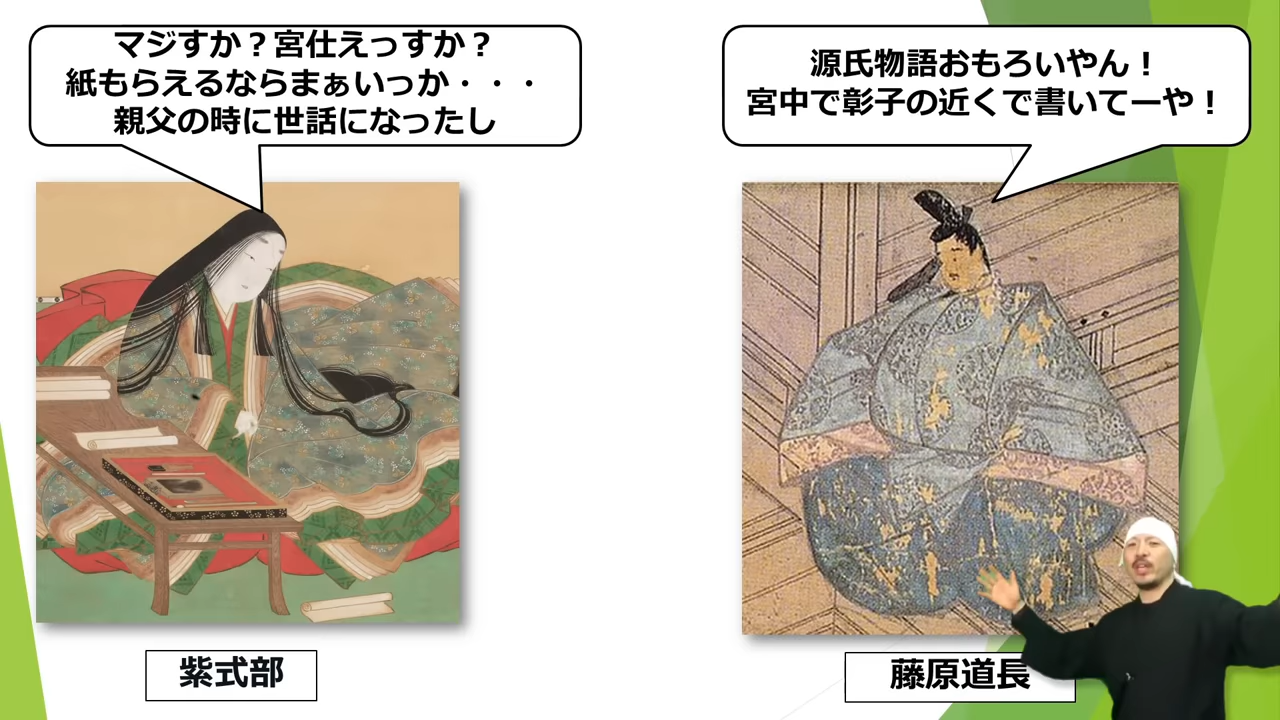 マジすか？宮仕えっすか？
紙もらえるならまぁいっか・・・
親父の時に世話になったし
源氏物語おもろいやん！
宮中で彰子の近くで書いてーや！
紫式部
藤原道長